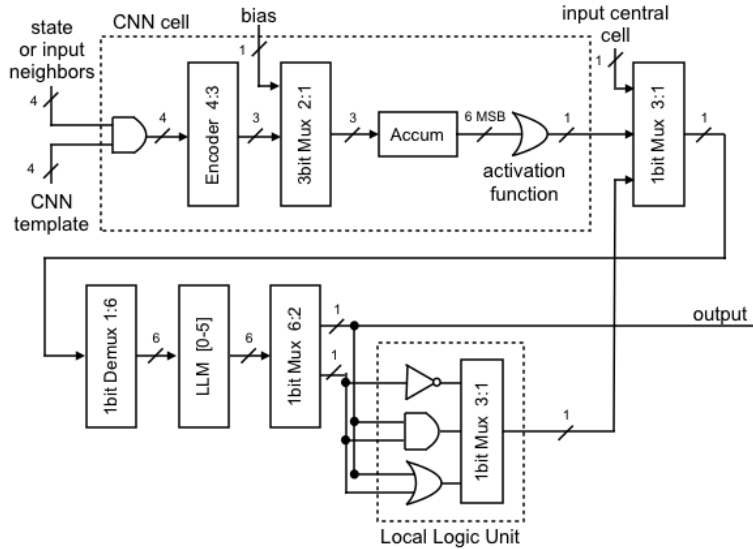 state
or input
neighbors
CNN cell
bias
input central
cell
4
1
1
4
3
3
6 MSB
1
1
Encoder 4:3
3bit Mux 2:1
Accum
1bit Mux 3:1
4
activation
function
CNN
template
1bit Demux 1:6
6
LLM [0-5]
6
1bit Mux 6:2
1
1
output
1bit Mux 3:1
1
Local Logic Unit